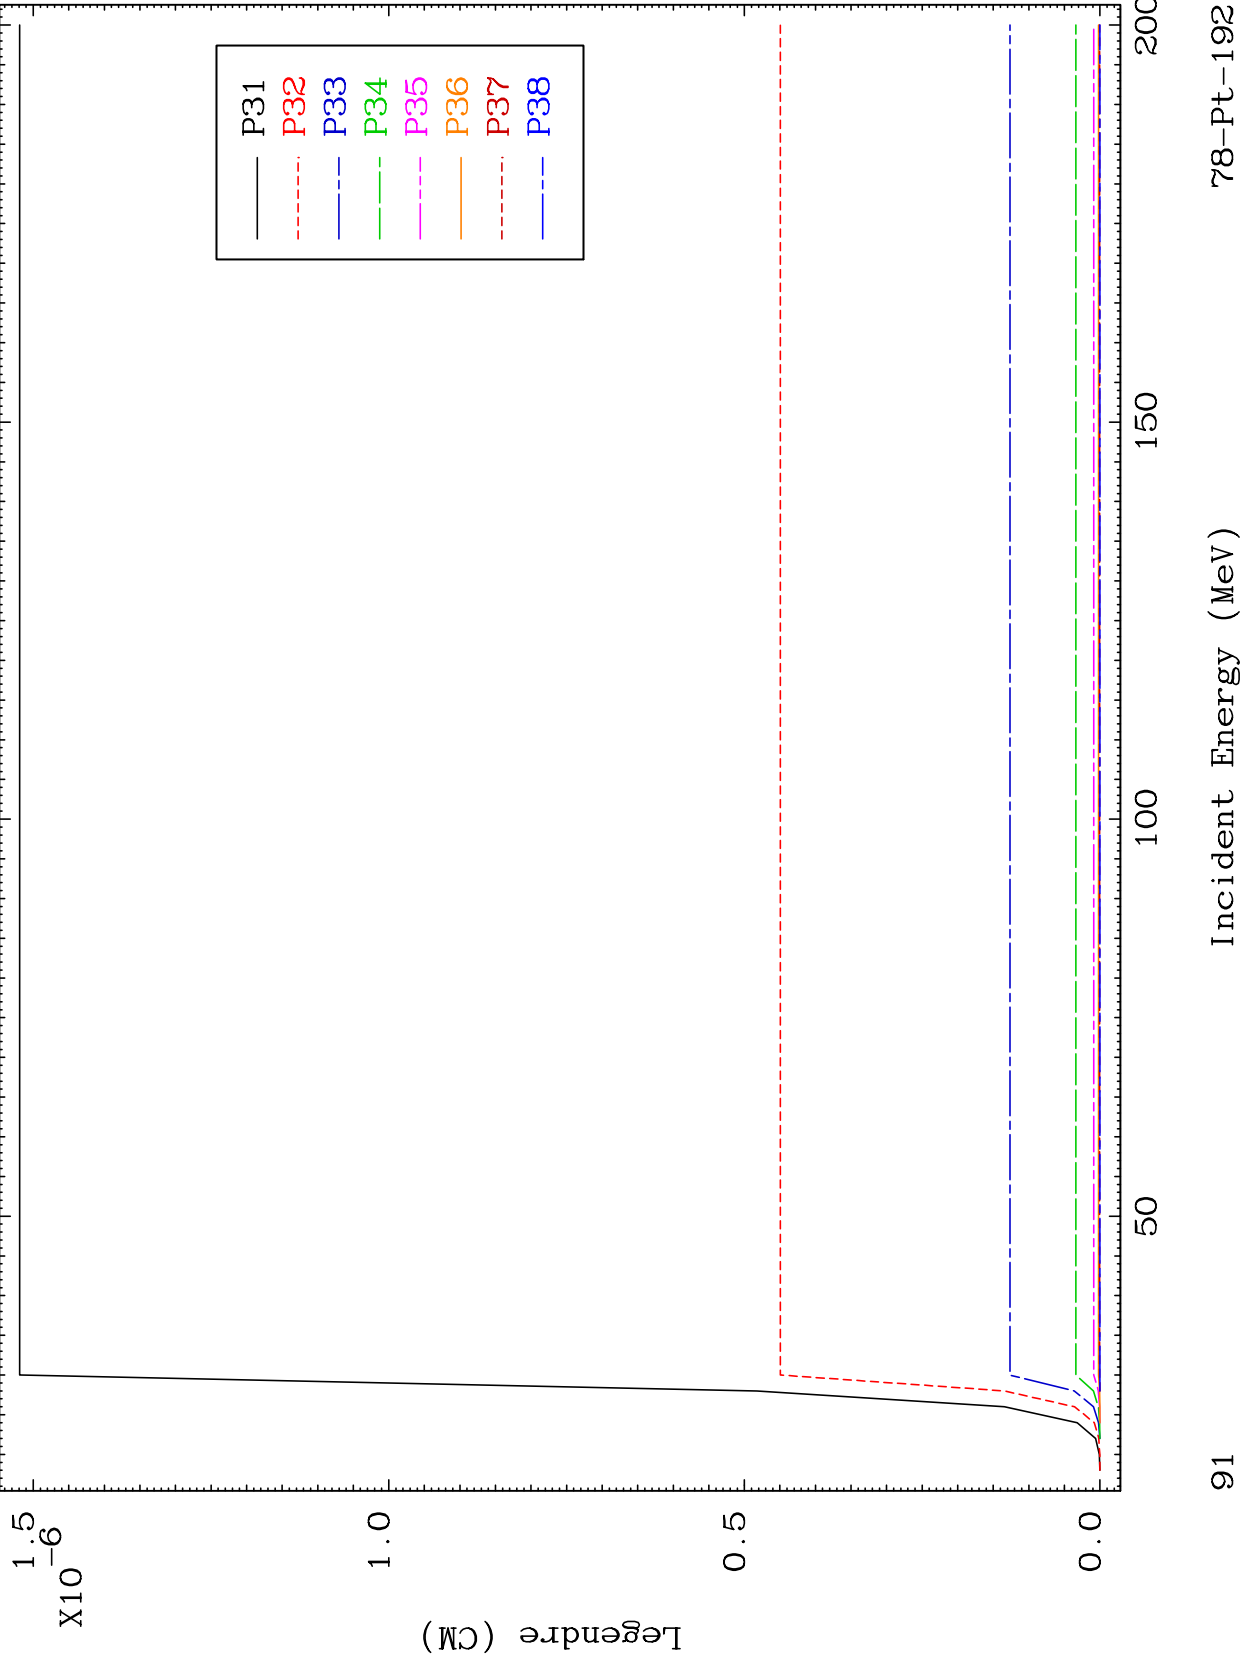 P31
P32
P33
P34
P35
P36
P37
P38
1.5
X10-6
1.0
0.5
0.0
Legendre (CM)
50
100
150
200
Incident Energy (MeV)
91
78-Pt-192